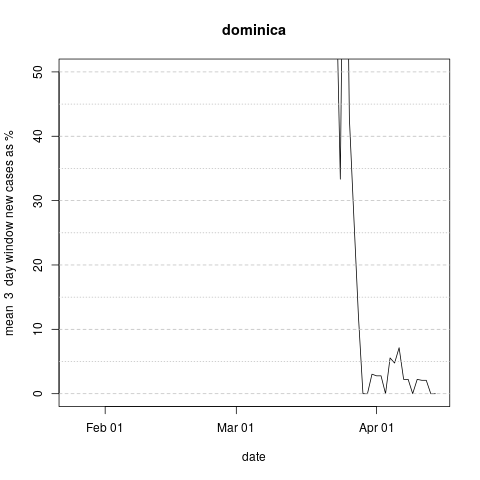 dominica
mean 3 day window new cases as %
50
40
30
20
10
0
Feb 01
Mar 01
Apr 01
date